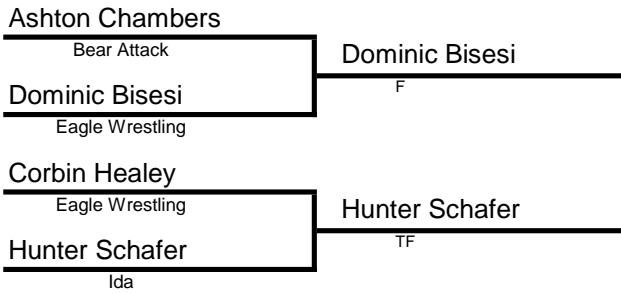 Ashton Chambers
Bear Attack
Dominic Bisesi
F
Dominic Bisesi
Eagle Wrestling
Corbin Healey
Eagle Wrestling
Hunter Schafer
TF
Hunter Schafer
Ida